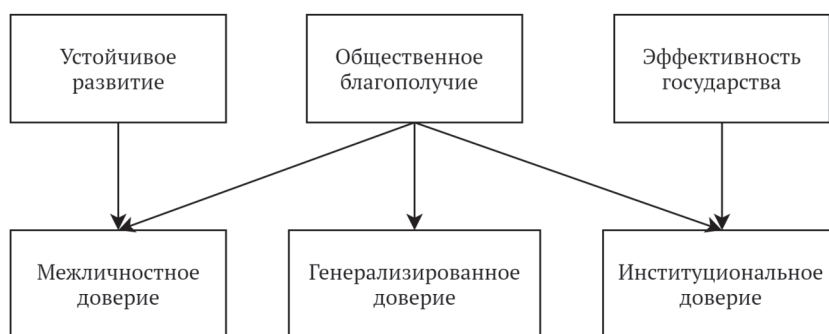 Устойчивое
развитие
Общественное
благополучие
Эффективность
государства
Межличностное
доверие
Генерализированное
доверие
Институциональное
доверие